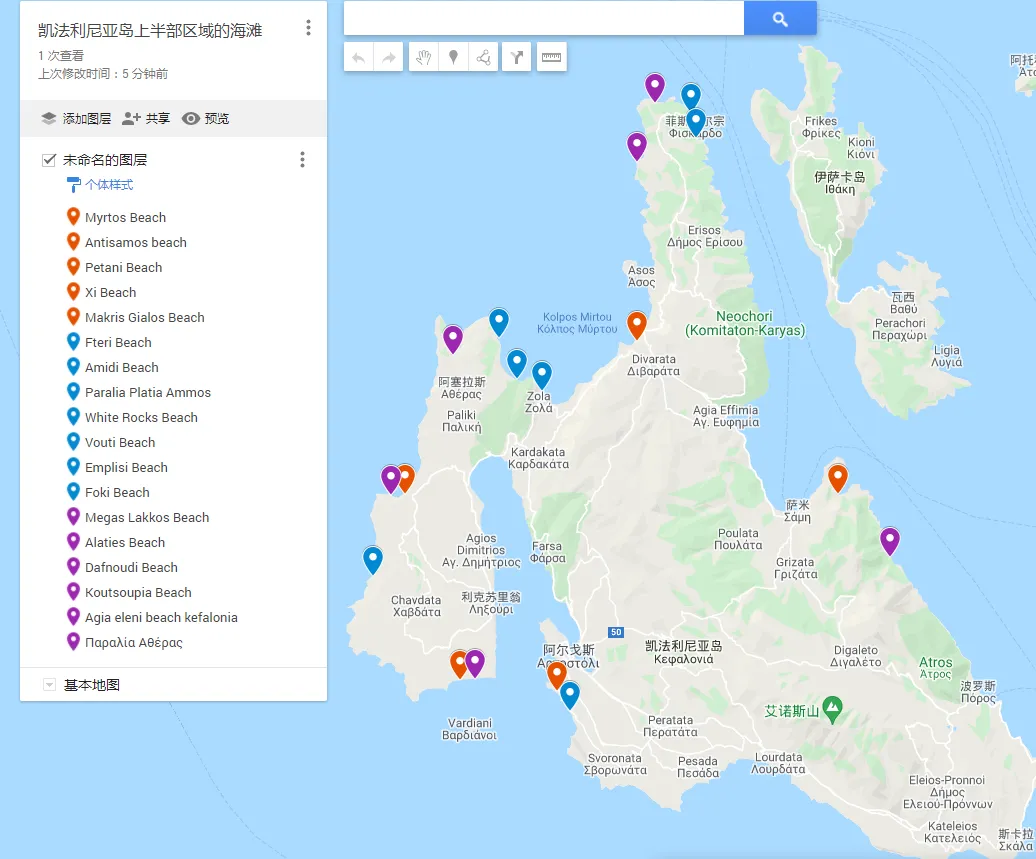 凯法利尼亚岛上半部区域的海滩
1 次查看
上次修改时间：5 分钟前
添加图层
共享
预览
未命名的图层
个体样式
Myrtos Beach
Antisamos beach
Petani Beach
Xi Beach
Makris Gialos Beach
Fteri Beach
Amidi Beach
Paralia Platia Ammos
White Rocks Beach
Vouti Beach
Emplisi Beach
Foki Beach
Megas Lakkos Beach
Alaties Beach
Dafnoudi Beach
Koutsoupia Beach
Agia eleni beach kefalonia
Παραλία Αθέρας
基本地图
阿托
Frikes
Φρίκες
Kioni
Κιόνι
伊萨卡岛
Ιθάκη
Erisos
Δήμος Ερίσου
Asos
Άσος
瓦西
Βαθύ
Perachori
Περαχώρι
Ligia
Λυγιά
Kolpos Mirtou
Κόλπος Μύρτου
Neochori
(Komitaton-Karyas)
Divarata
Διβαράτα
阿塞拉斯
Αθέρας
Zola
Ζολά
Paliki
Παλική
Agia Effimia
Αγ. Ευφημία
Kardakata
Καρδακάτα
萨米
Σάμη
Poulata
Πουλάτα
Agios
Dimitrios
Αγ. Δημήτριος
Farsa
Φάρσα
Grizata
Γριζάτα
Chavdata
Χαβδάτα
利克苏里翁
Ληξούρι
50
凯法利尼亚岛
Κεφαλονιά
阿尔戈斯
Digaleto
Διγαλέτο
Atros
Άτρος
波罗斯
Πόρος
艾诺斯山
Vardiani
Βαρδιάνοι
Peratata
Περατάτα
Svoronata
Σβορωνάτα
Pesada
Πεσάδα
Lourdata
Λουρδάτα
Eleios-Pronnoi
Δήμος
Ελειού-Πρόννων
Kateleios
Κατελειός
斯卡拉
Σκάλα